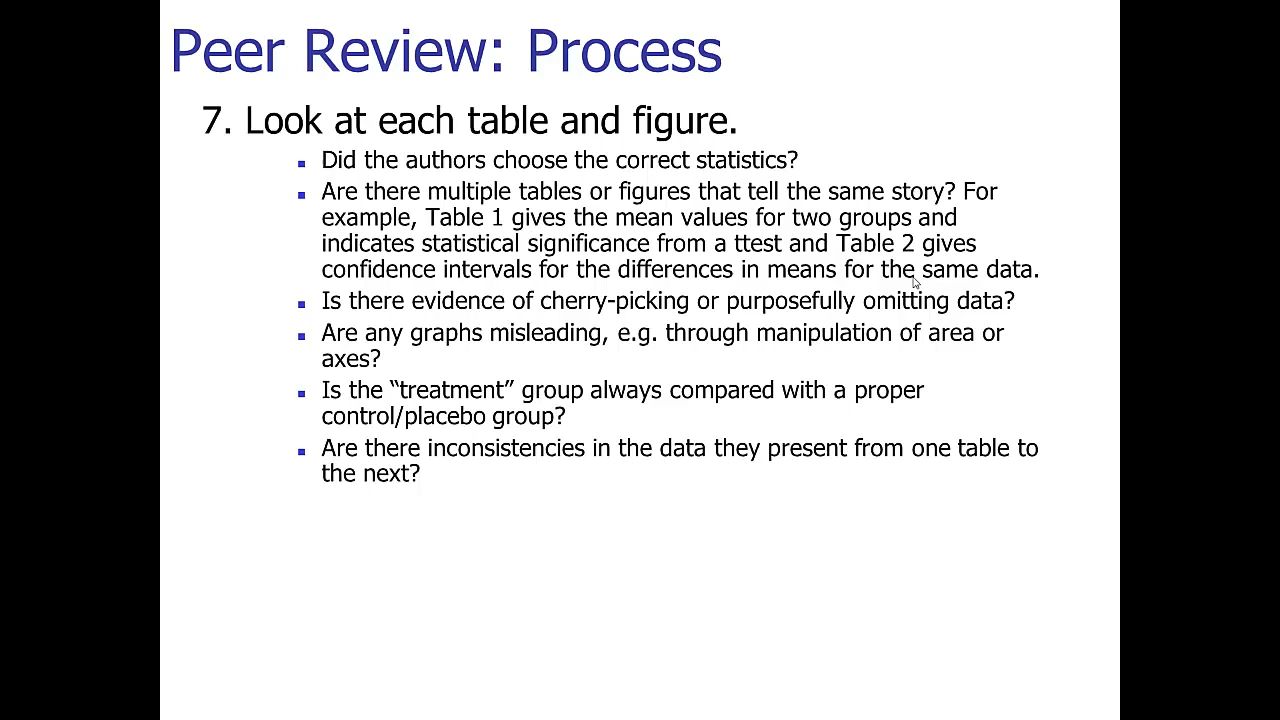 Peer Review: Process
7. Look at each table and figure.
Did the authors choose the correct statistics?
Are there multiple tables or figures that tell the same story? For
example, Table 1 gives the mean values for two groups and
indicates statistical significance from a ttest and Table 2 gives
confidence intervals for the differences in means for the same data.
Is there evidence of cherry-picking or purposefully omitting data?
Are any graphs misleading, e.g. through manipulation of area or
axes?
Is the “treatment” group always compared with a proper
control/placebo group?
Are there inconsistencies in the data they present from one table to
the next?